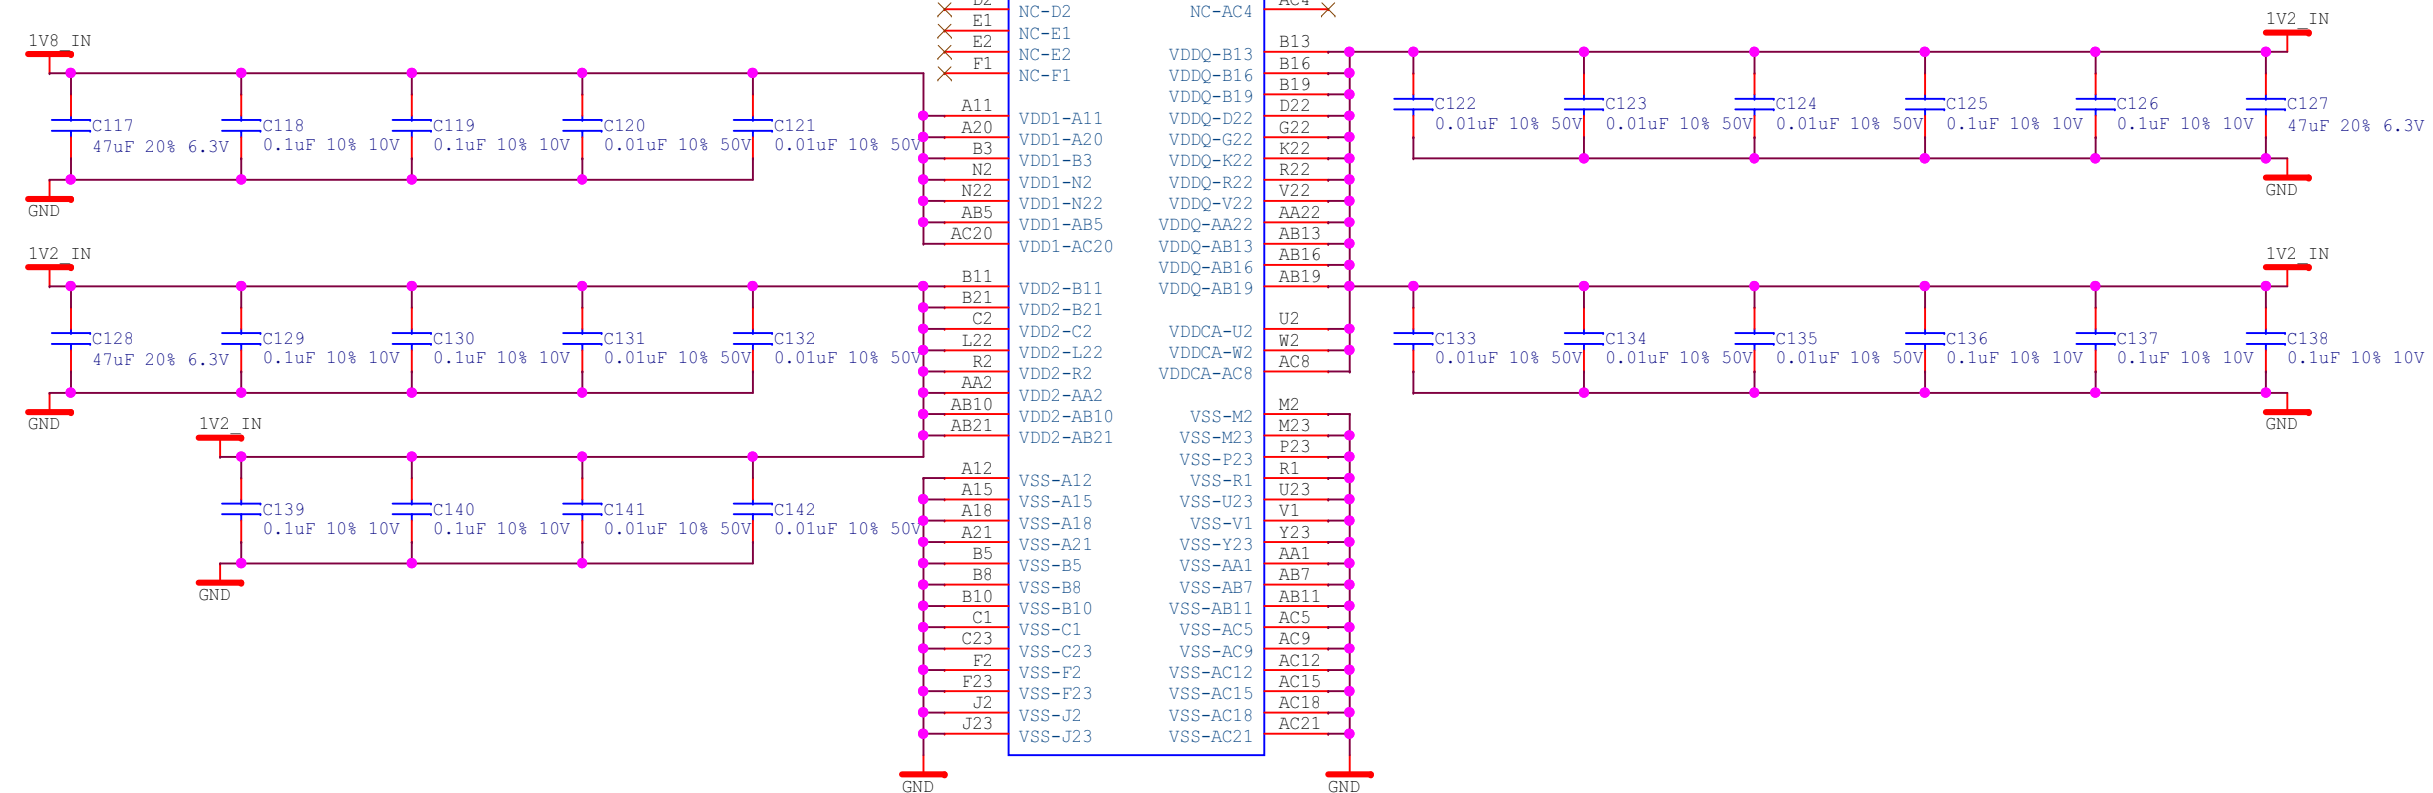 D2
NC-D2
E1
NC-E1
E2
NC-E2
F1
NC-F1
AC4
NC-AC4
1V8_IN
C117
47uF 20% 6.3V
C118
0.1uF 10% 10V
C119
0.1uF 10% 10V
C120
0.01uF 10% 50V
C121
0.01uF 10% 50V
GND
A11
VDD1-A11
A20
VDD1-A20
B3
VDD1-B3
N2
VDD1-N2
N22
VDD1-N22
AB5
VDD1-AB5
AC20
VDD1-AC20
1V2_IN
C128
47uF 20% 6.3V
C129
0.1uF 10% 10V
C130
0.1uF 10% 10V
C131
0.01uF 10% 50V
C132
0.01uF 10% 50V
GND
B11
VDD2-B11
B21
VDD2-B21
C2
VDD2-C2
L22
VDD2-L22
R2
VDD2-R2
AA2
VDD2-AA2
AB10
VDD2-AB10
AB21
VDD2-AB21
1V2_IN
C139
0.1uF 10% 10V
C140
0.1uF 10% 10V
C141
0.01uF 10% 50V
C142
0.01uF 10% 50V
GND
A12
VSS-A12
A15
VSS-A15
A18
VSS-A18
A21
VSS-A21
B5
VSS-B5
B8
VSS-B8
B10
VSS-B10
C1
VSS-C1
C23
VSS-C23
F2
VSS-F2
F23
VSS-F23
J2
VSS-J2
J23
VSS-J23
GND
B13
VDDQ-B13
B16
VDDQ-B16
B19
VDDQ-B19
D22
VDDQ-D22
G22
VDDQ-G22
K22
VDDQ-K22
R22
VDDQ-R22
V22
VDDQ-V22
AA22
VDDQ-AA22
AB13
VDDQ-AB13
AB16
VDDQ-AB16
AB19
VDDQ-AB19
U2
VDDCA-U2
W2
VDDCA-W2
AC8
VDDCA-AC8
M2
VSS-M2
M23
VSS-M23
P23
VSS-P23
R1
VSS-R1
U23
VSS-U23
V1
VSS-V1
Y23
VSS-Y23
AA1
VSS-AA1
AB7
VSS-AB7
AB11
VSS-AB11
AC5
VSS-AC5
AC9
VSS-AC9
AC12
VSS-AC12
AC15
VSS-AC15
AC18
VSS-AC18
AC21
VSS-AC21
GND
1V2_IN
C122
0.01uF 10% 50V
C123
0.01uF 10% 50V
C124
0.01uF 10% 50V
C125
0.1uF 10% 10V
C126
0.1uF 10% 10V
C127
47uF 20% 6.3V
GND
1V2_IN
C133
0.01uF 10% 50V
C134
0.01uF 10% 50V
C135
0.01uF 10% 50V
C136
0.1uF 10% 10V
C137
0.1uF 10% 10V
C138
0.1uF 10% 10V
GND